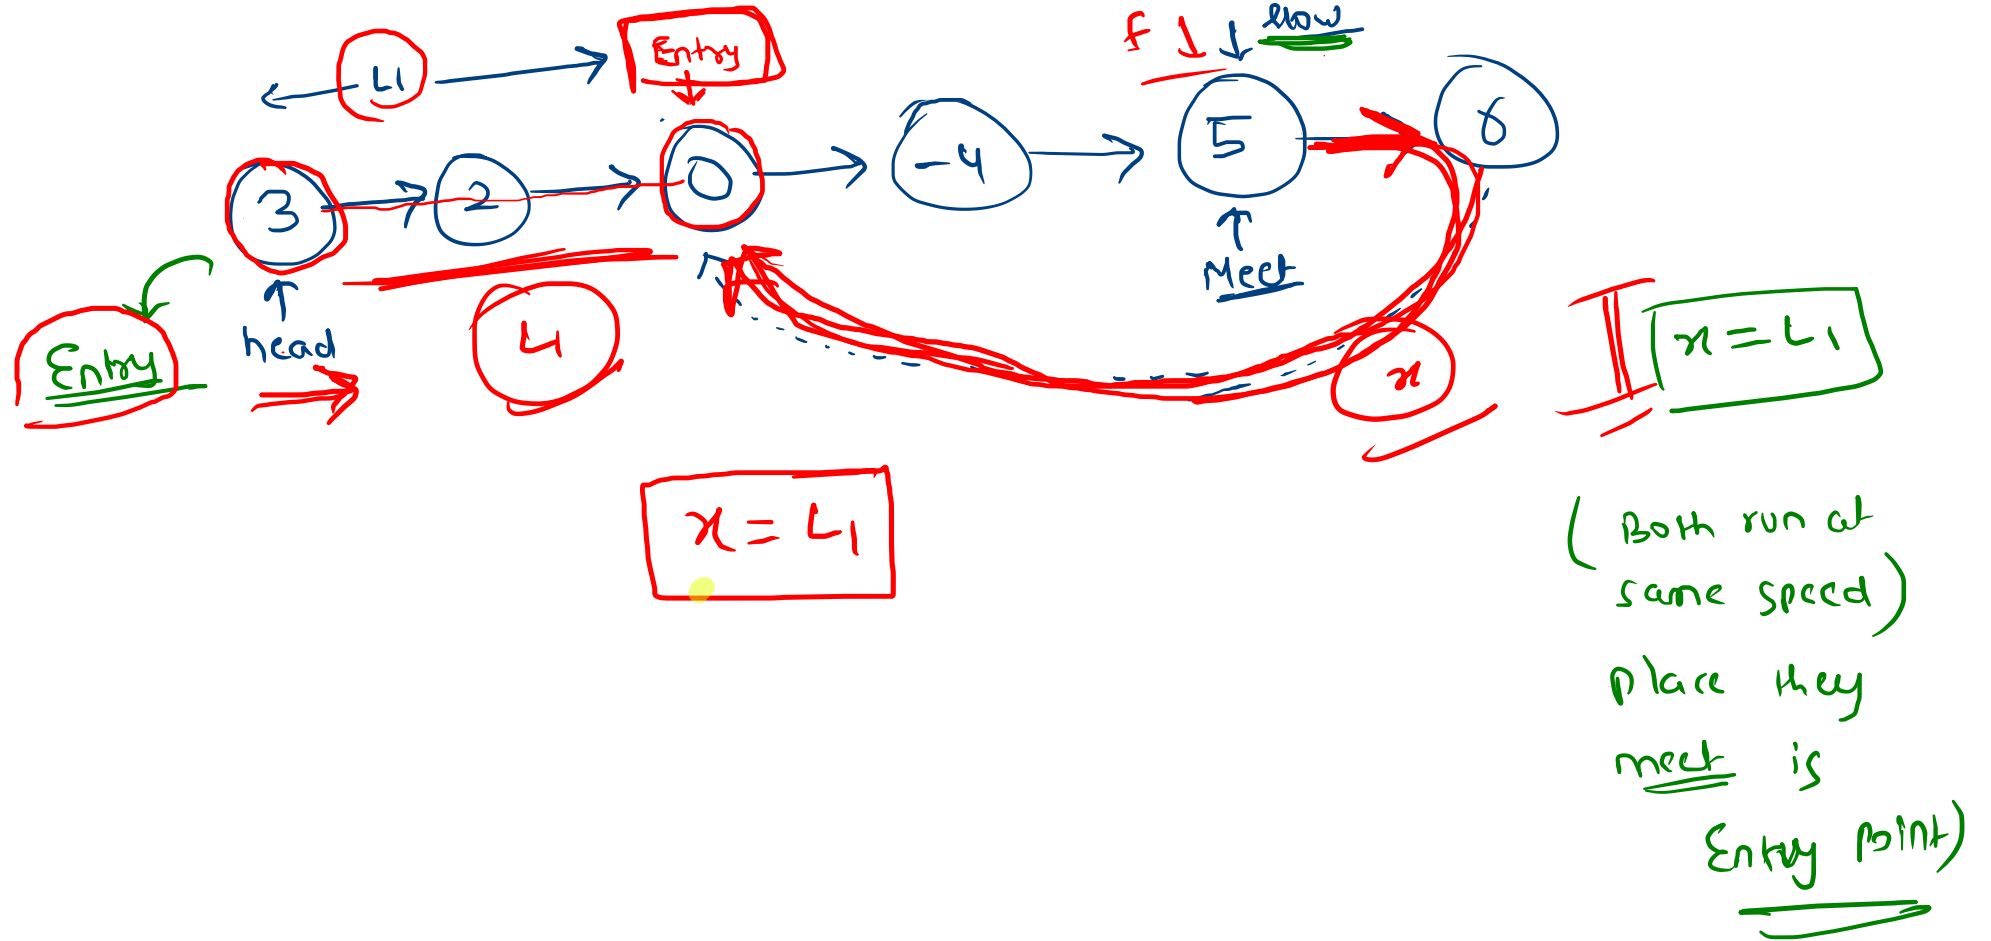 L1
Entry
f slow
3 2 0 -4 5 6
Meet
head
Entry
L1
x
x = L1
x = L1
(Both run at
same speed)
place they
meet is
Entry point)